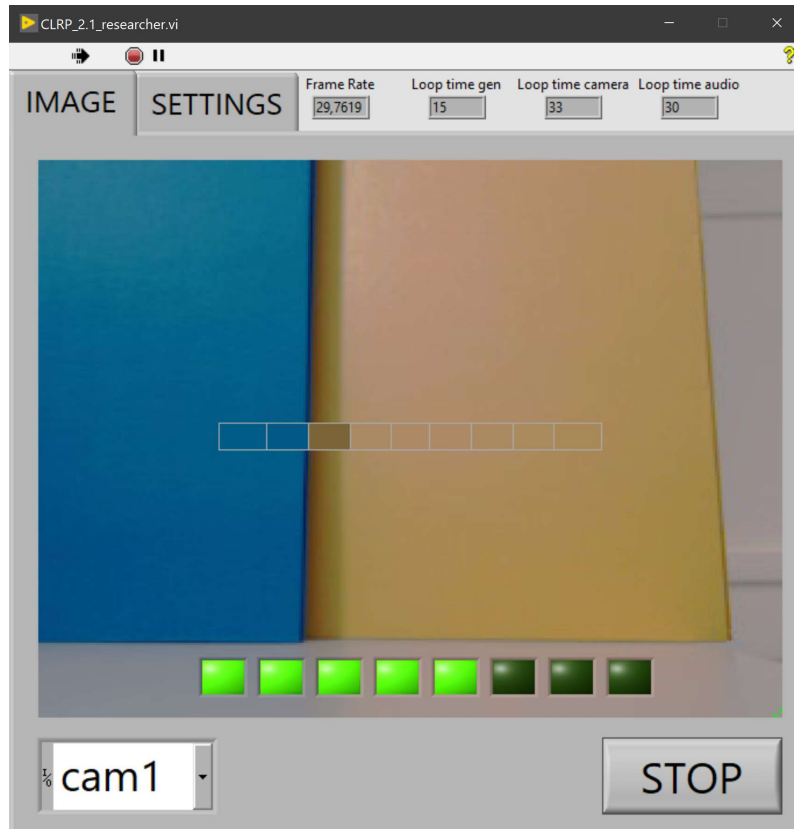 CLRP_2.1_researcher.vi
IMAGE
SETTINGS
Frame Rate
29,7619
Loop time gen
15
Loop time camera
33
Loop time audio
30
I/0
cam1
STOP